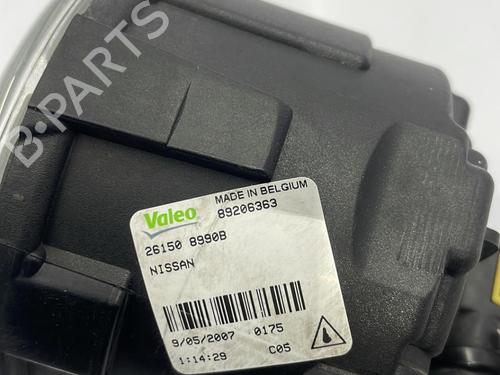 B-PARTS
Valeo
MADE IN BELGIUM
89206363
26150 8990B
NISSAN
9/05/2007 0175
1:14:29 C05